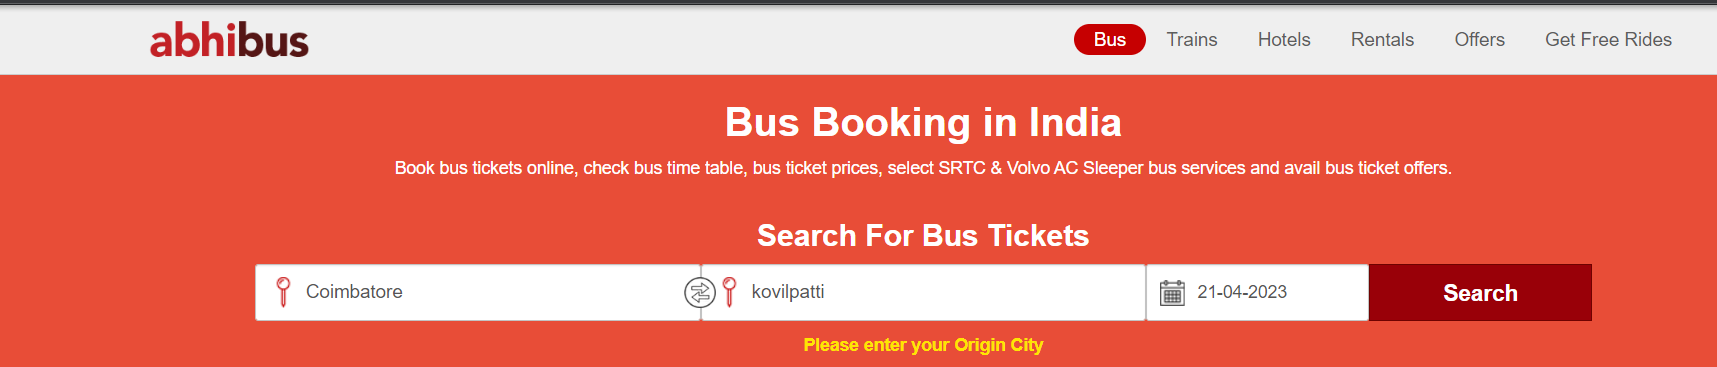 abhibus
Bus Trains Hotels Rentals Offers Get Free Rides
Bus Booking in India
Book bus tickets online, check bus time table, bus ticket prices, select SRTC & Volvo AC Sleeper bus services and avail bus ticket offers.
Search For Bus Tickets
Coimbatore kovilpatti 21-04-2023 Search
Please enter your Origin City